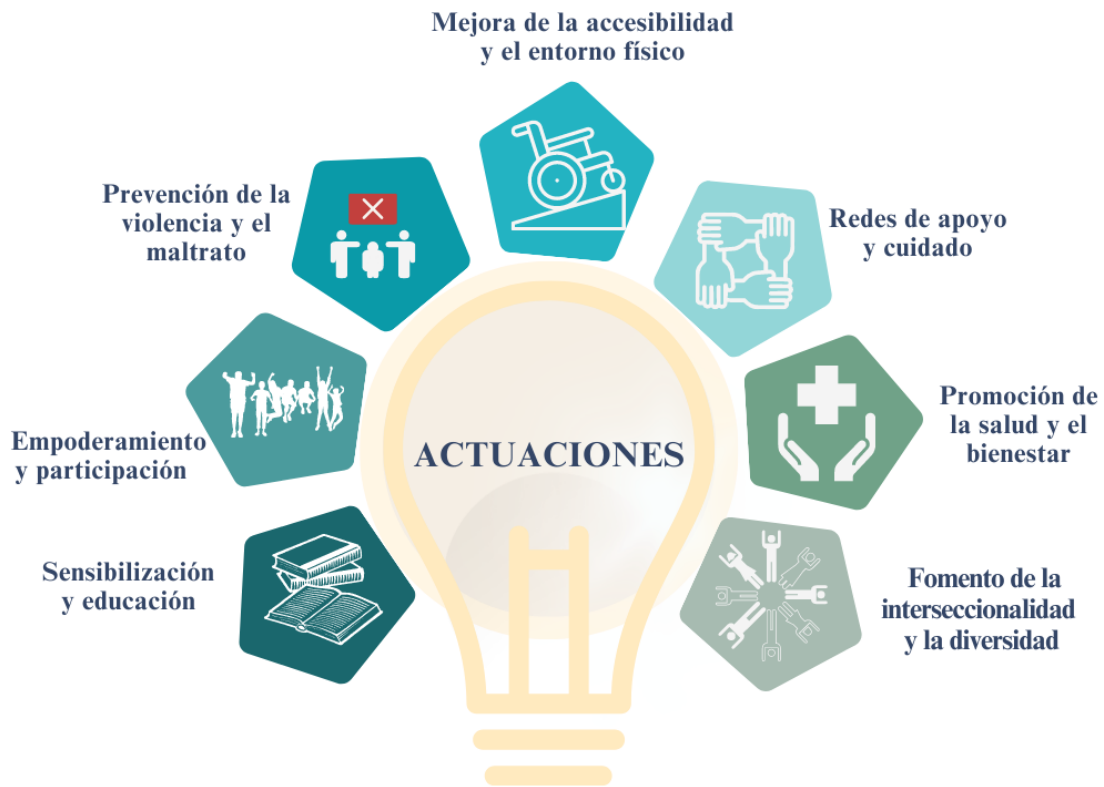 Mejora de la accesibilidad
y el entorno físico
Prevención de la
violencia y el
maltrato
Redes de apoyo
y cuidado
Empoderamiento
y participación
ACTUACIONES
Promoción de
la salud y el
bienestar
Sensibilización
y educación
Fomento de la
interseccionalidad
y la diversidad